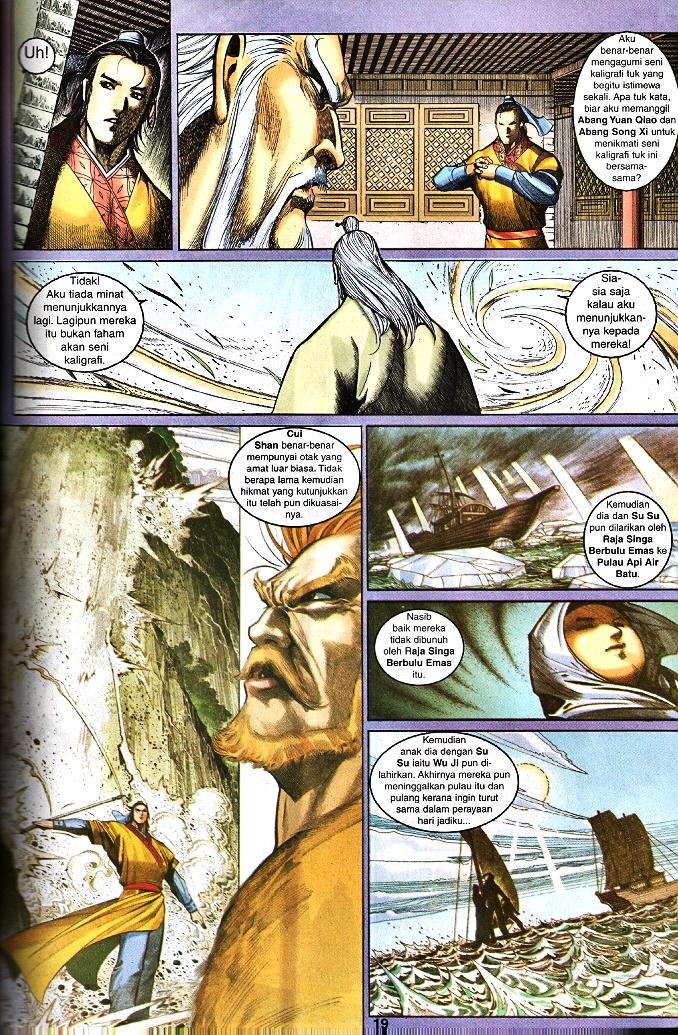 Uh!
Aku
benar-benar
mengagumi seni
kaligrafi tuk yang
begitu istimewa
sekali. Apa tuk kata,
biar aku memanggil
Abang Yuan Qiao dan
Abang Song Xi untuk
menikmati seni
kaligrafi tuk ini
bersama-
sama?
Tidak!
Aku tiada minat
menunjukkannya
lagi. Lagipun mereka
itu bukan faham
akan seni
kaligrafi.
Sia-
sia saja
kalau aku
menunjukkan-
nya kepada
mereka!
Cui
Shan benar-benar
mempunyai otak yang
amat luar biasa. Tidak
berapa lama kemudian
hikmat yang kutunjukkan
itu telah pun dikuasai-
nya.
Kemudian
dia dan Su Su
pun dilarikan oleh
Raja Singa
Berbulu Emas ke
Pulau Api Air
Batu.
Nasib
baik mereka
tidak dibunuh
oleh Raja Singa
Berbulu Emas
itu.
Kemudian
anak dia dengan Su
Su iaitu Wu Ji pun di-
lahirkan. Akhirnya mereka pun
meninggalkan pulau itu dan
pulang kerana ingin turut
sama dalam perayaan
hari jadiku...
19